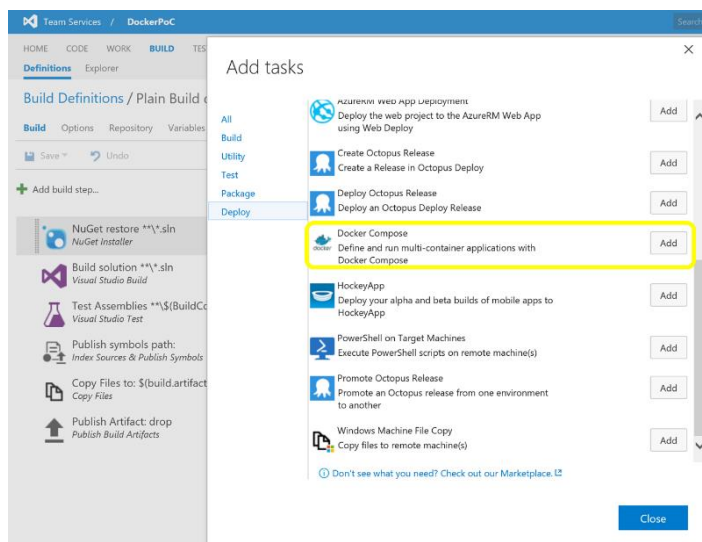 Team Services / DockerPoC
Search
HOME CODE WORK BUILD TES
Definitions Explorer
Build Definitions / Plain Build
Build Options Repository Variables
Save Undo
Add build step...
NuGet restore **\*.sln
NuGet Installer
Build solution **\*.sln
Visual Studio Build
Test Assemblies **\$(BuildCo
Visual Studio Test
Publish symbols path:
Index Sources & Publish Symbols
Copy Files to: $(build.artifact
Copy Files
Publish Artifact: drop
Publish Build Artifacts
Add tasks
All
Build
Utility
Test
Package
Deploy
AzureRM Web App Deployment
Deploy the web project to the AzureRM Web App
using Web Deploy
Add
Create Octopus Release
Create a Release in Octopus Deploy
Add
Deploy Octopus Release
Deploy an Octopus Deploy Release
Add
docker
Docker Compose
Define and run multi-container applications with
Docker Compose
Add
HockeyApp
Deploy your alpha and beta builds of mobile apps to
HockeyApp
Add
PowerShell on Target Machines
Execute PowerShell scripts on remote machine(s)
Add
Promote Octopus Release
Promote an Octopus release from one environment
to another
Add
Windows Machine File Copy
Copy files to remote machine(s)
Add
Don't see what you need? Check out our Marketplace.
Close